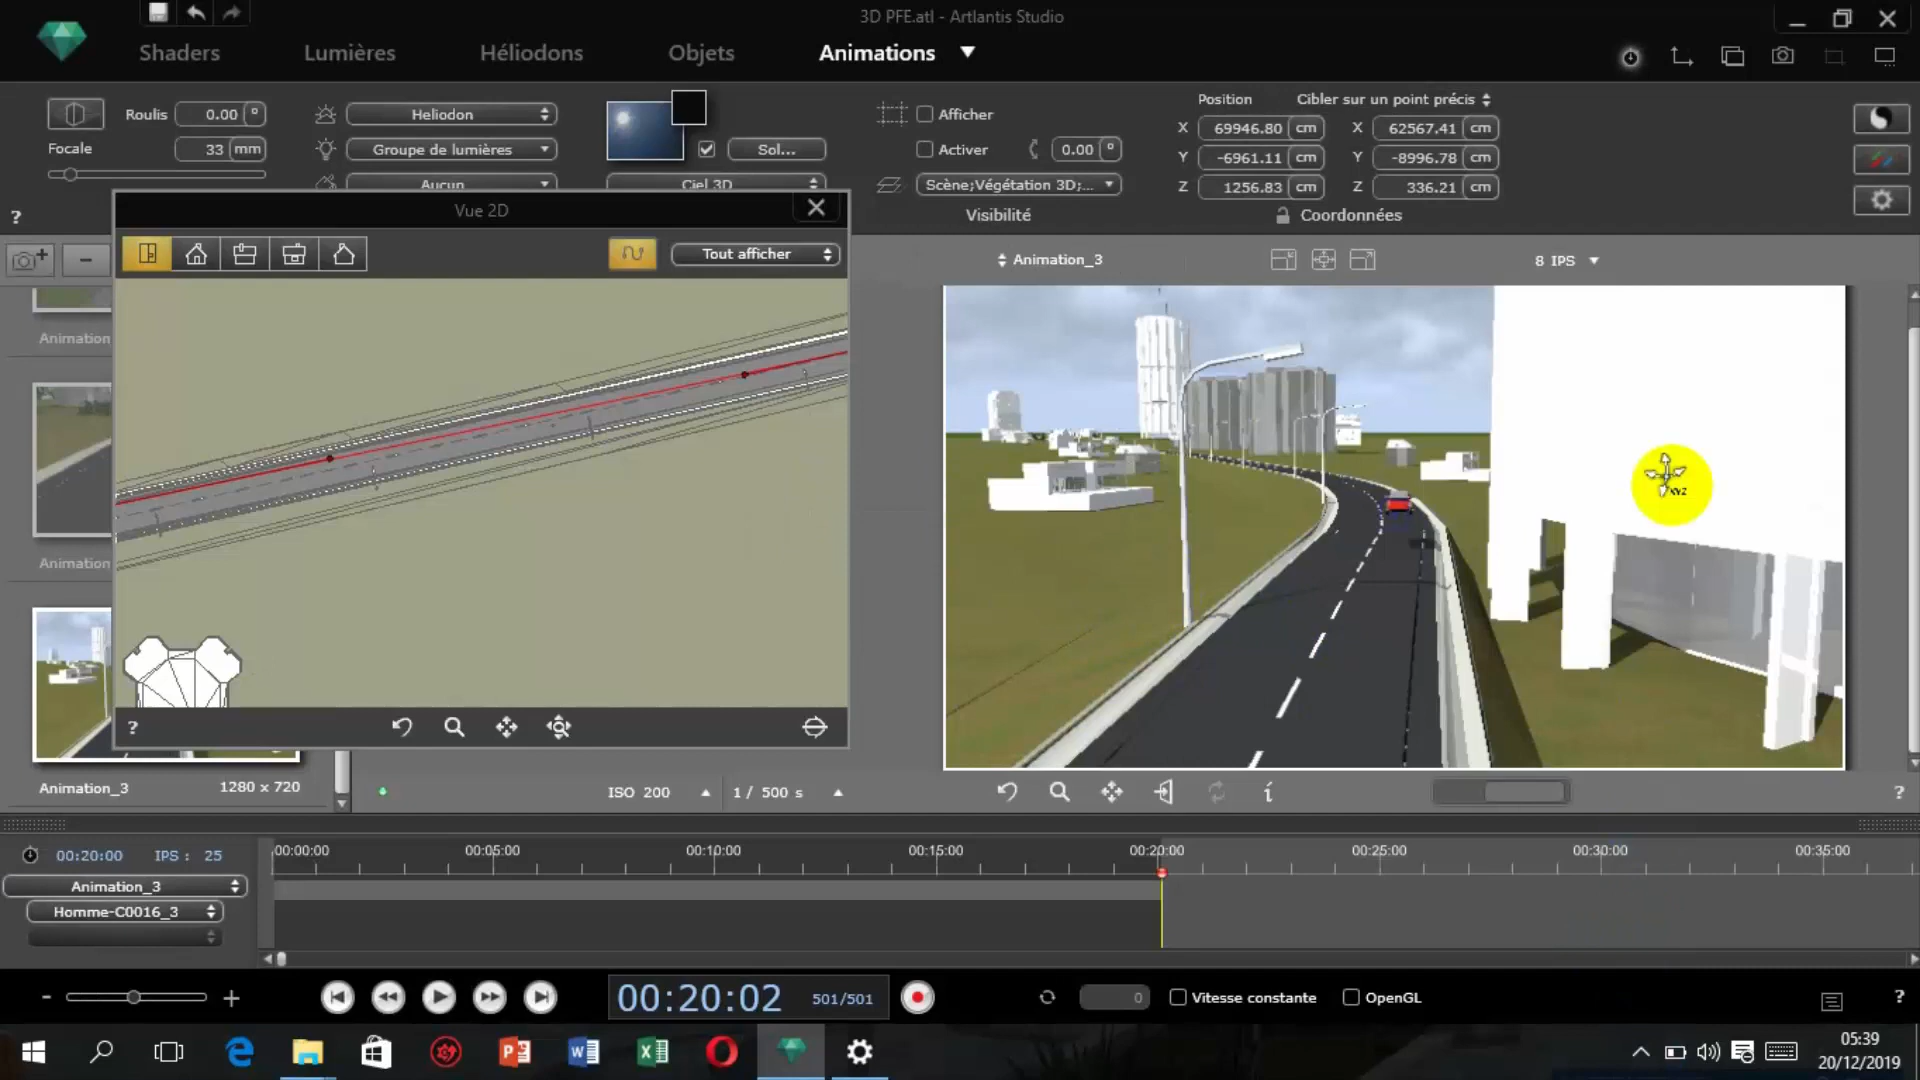 3D PFE.atl - Artlantis Studio
Shaders
Lumières
Héliodons
Objets
Animations
Roulis
0.00 °
Focale
33 mm
Heliodon
Groupe de lumières
Aucun
Sol...
Ciel 3D
Afficher
Activer
0.00 °
Scène;Végétation 3D;...
Visibilité
Position
Cibler sur un point précis
X 69946.80 cm X 62567.41 cm
Y -6961.11 cm Y -8996.78 cm
Z 1256.83 cm Z 336.21 cm
Coordonnées
?
Vue 2D
Tout afficher
Animation_3
8 IPS
Animation
Animation
XYZ
?
Animation_3
1280 x 720
ISO 200
1 / 500 s
i
?
00:20:00
IPS : 25
00:00:00
00:05:00
00:10:00
00:15:00
00:20:00
00:25:00
00:30:00
00:35:00
Animation_3
Homme-C0016_3
- +
00:20:02
501/501
0
Vitesse constante
OpenGL
?
05:39
20/12/2019